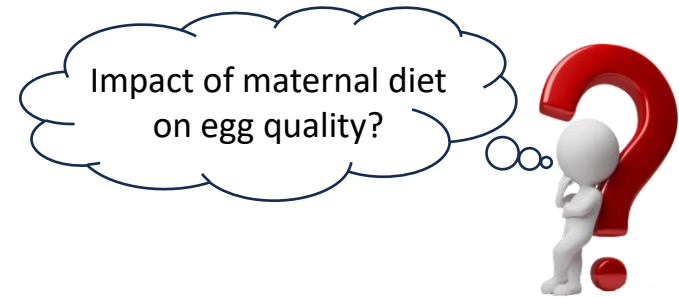 Impact of maternal diet
on egg quality?